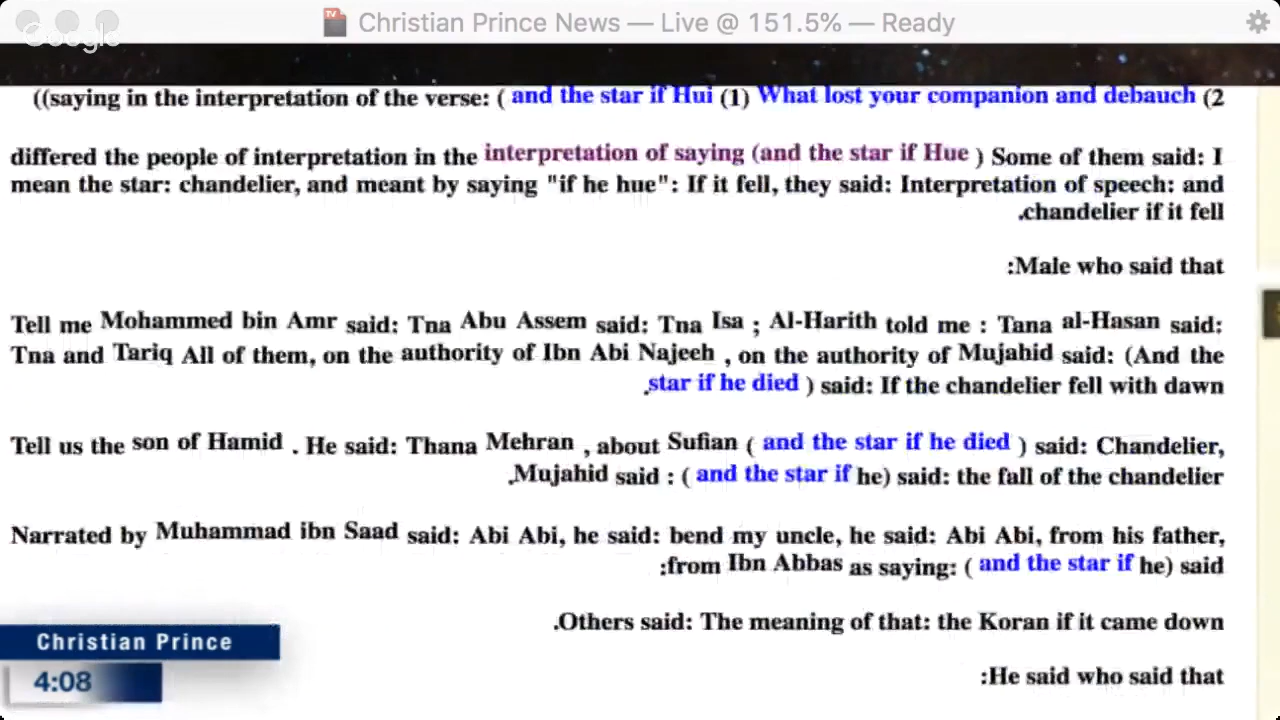 Christian Prince News — Live @ 151.5% — Ready
Google
((saying in the interpretation of the verse: ( and the star if Hui (1) What lost your companion and debauch (2
differed the people of interpretation in the interpretation of saying (and the star if Hue ) Some of them said: I
mean the star: chandelier, and meant by saying "if he hue": If it fell, they said: Interpretation of speech: and
.chandelier if it fell
:Male who said that
Tell me Mohammed bin Amr said: Tna Abu Assem said: Tna Isa ; Al-Harith told me : Tana al-Hasan said:
Tna and Tariq All of them, on the authority of Ibn Abi Najeeh , on the authority of Mujahid said: (And the
.star if he died ) said: If the chandelier fell with dawn
Tell us the son of Hamid . He said: Thana Mehran , about Sufian ( and the star if he died ) said: Chandelier,
.Mujahid said : ( and the star if he) said: the fall of the chandelier
Narrated by Muhammad ibn Saad said: Abi Abi, he said: bend my uncle, he said: Abi Abi, from his father,
:from Ibn Abbas as saying: ( and the star if he) said
.Others said: The meaning of that: the Koran if it came down
:He said who said that
Christian Prince
4:08